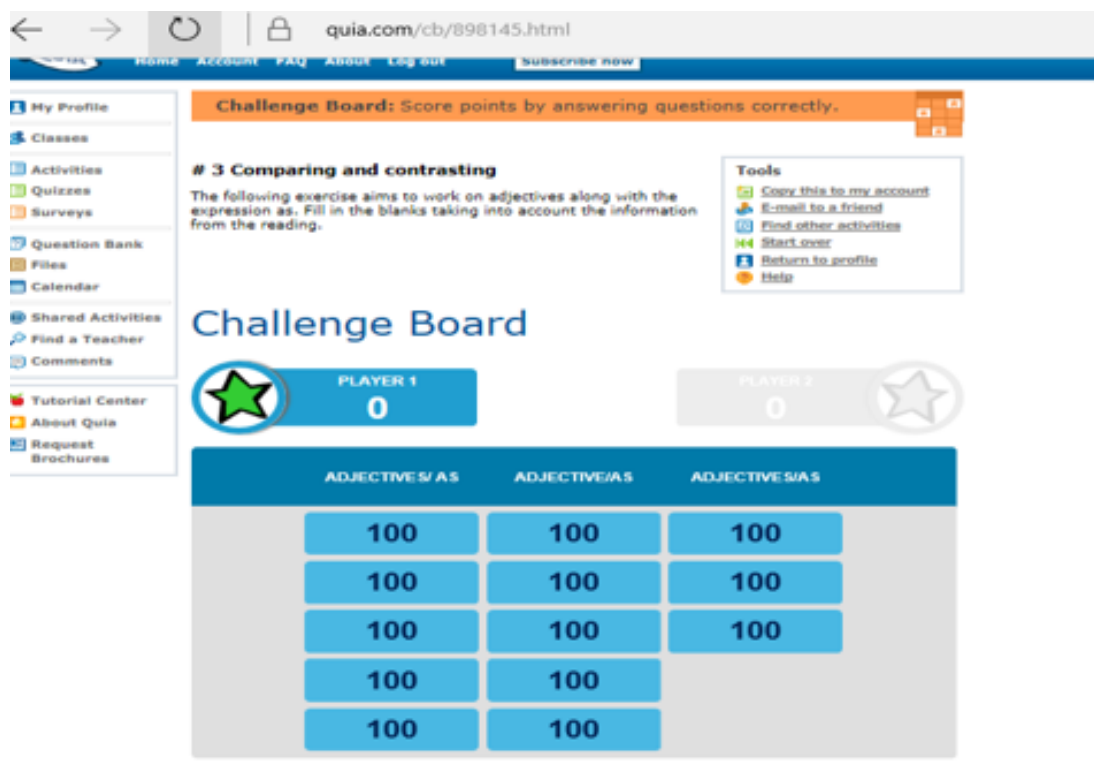 quia.com/cb/898145.html
Home Account FAQ About Log out Subscribe now
My Profile
Classes
Activities
Quizzes
Surveys
Question Bank
Files
Calendar
Shared Activities
Find a Teacher
Comments
Tutorial Center
About Quia
Request
Brochures
Challenge Board: Score points by answering questions correctly.
# 3 Comparing and contrasting
The following exercise aims to work on adjectives along with the
expression as. Fill in the blanks taking into account the information
from the reading.
Tools
Copy this to my account
E-mail to a friend
Find other activities
Start over
Return to profile
Help
Challenge Board
PLAYER 1
0
PLAYER 2
0
ADJECTIVES/ AS ADJECTIVE/AS ADJECTIVES/AS
100 100 100
100 100 100
100 100 100
100 100
100 100